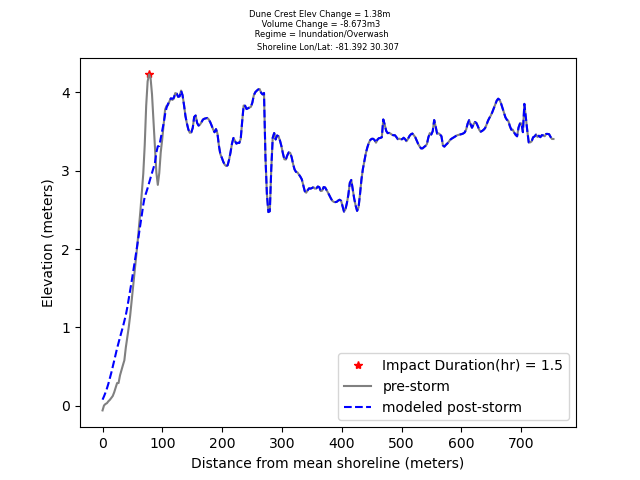 Dune Crest Elev Change = 1.38m
Volume Change = -8.673m3
Regime = Inundation/Overwash
Shoreline Lon/Lat: -81.392 30.307
4
3
2
1
0
Elevation (meters)
Impact Duration(hr) = 1.5
pre-storm
modeled post-storm
0 100 200 300 400 500 600 700
Distance from mean shoreline (meters)